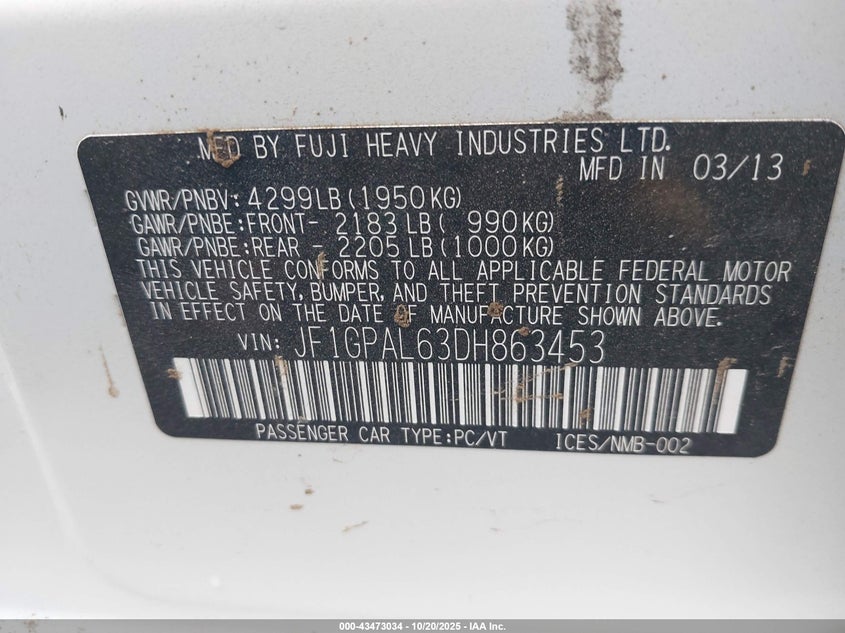 MFD BY FUJI HEAVY INDUSTRIES LTD.
MFD IN 03/13
GVWR/PNBV: 4299LB(1950KG)
GAWR/PNBE:FRONT- 2183LB( 990KG)
GAWR/PNBE:REAR - 2205LB(1000KG)
THIS VEHICLE CONFORMS TO ALL APPLICABLE FEDERAL MOTOR
VEHICLE SAFETY, BUMPER, AND THEFT PREVENTION STANDARDS
IN EFFECT ON THE DATE OF MANUFACTURE SHOWN ABOVE.
VIN: JF1GPAL63DH863453
PASSENGER CAR TYPE:PC/VT ICES/NMB-002
000-43473034 - 10/20/2025 - IAA Inc.